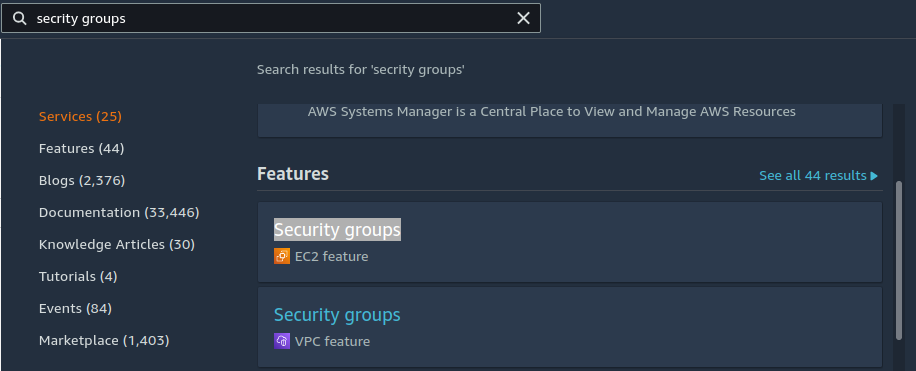 secrity groups
Search results for 'secrity groups'
Services (25)
Features (44)
Blogs (2,376)
Documentation (33,446)
Knowledge Articles (30)
Tutorials (4)
Events (84)
Marketplace (1,403)
AWS Systems Manager is a Central Place to View and Manage AWS Resources
Features
See all 44 results
Security groups
EC2 feature
Security groups
VPC feature